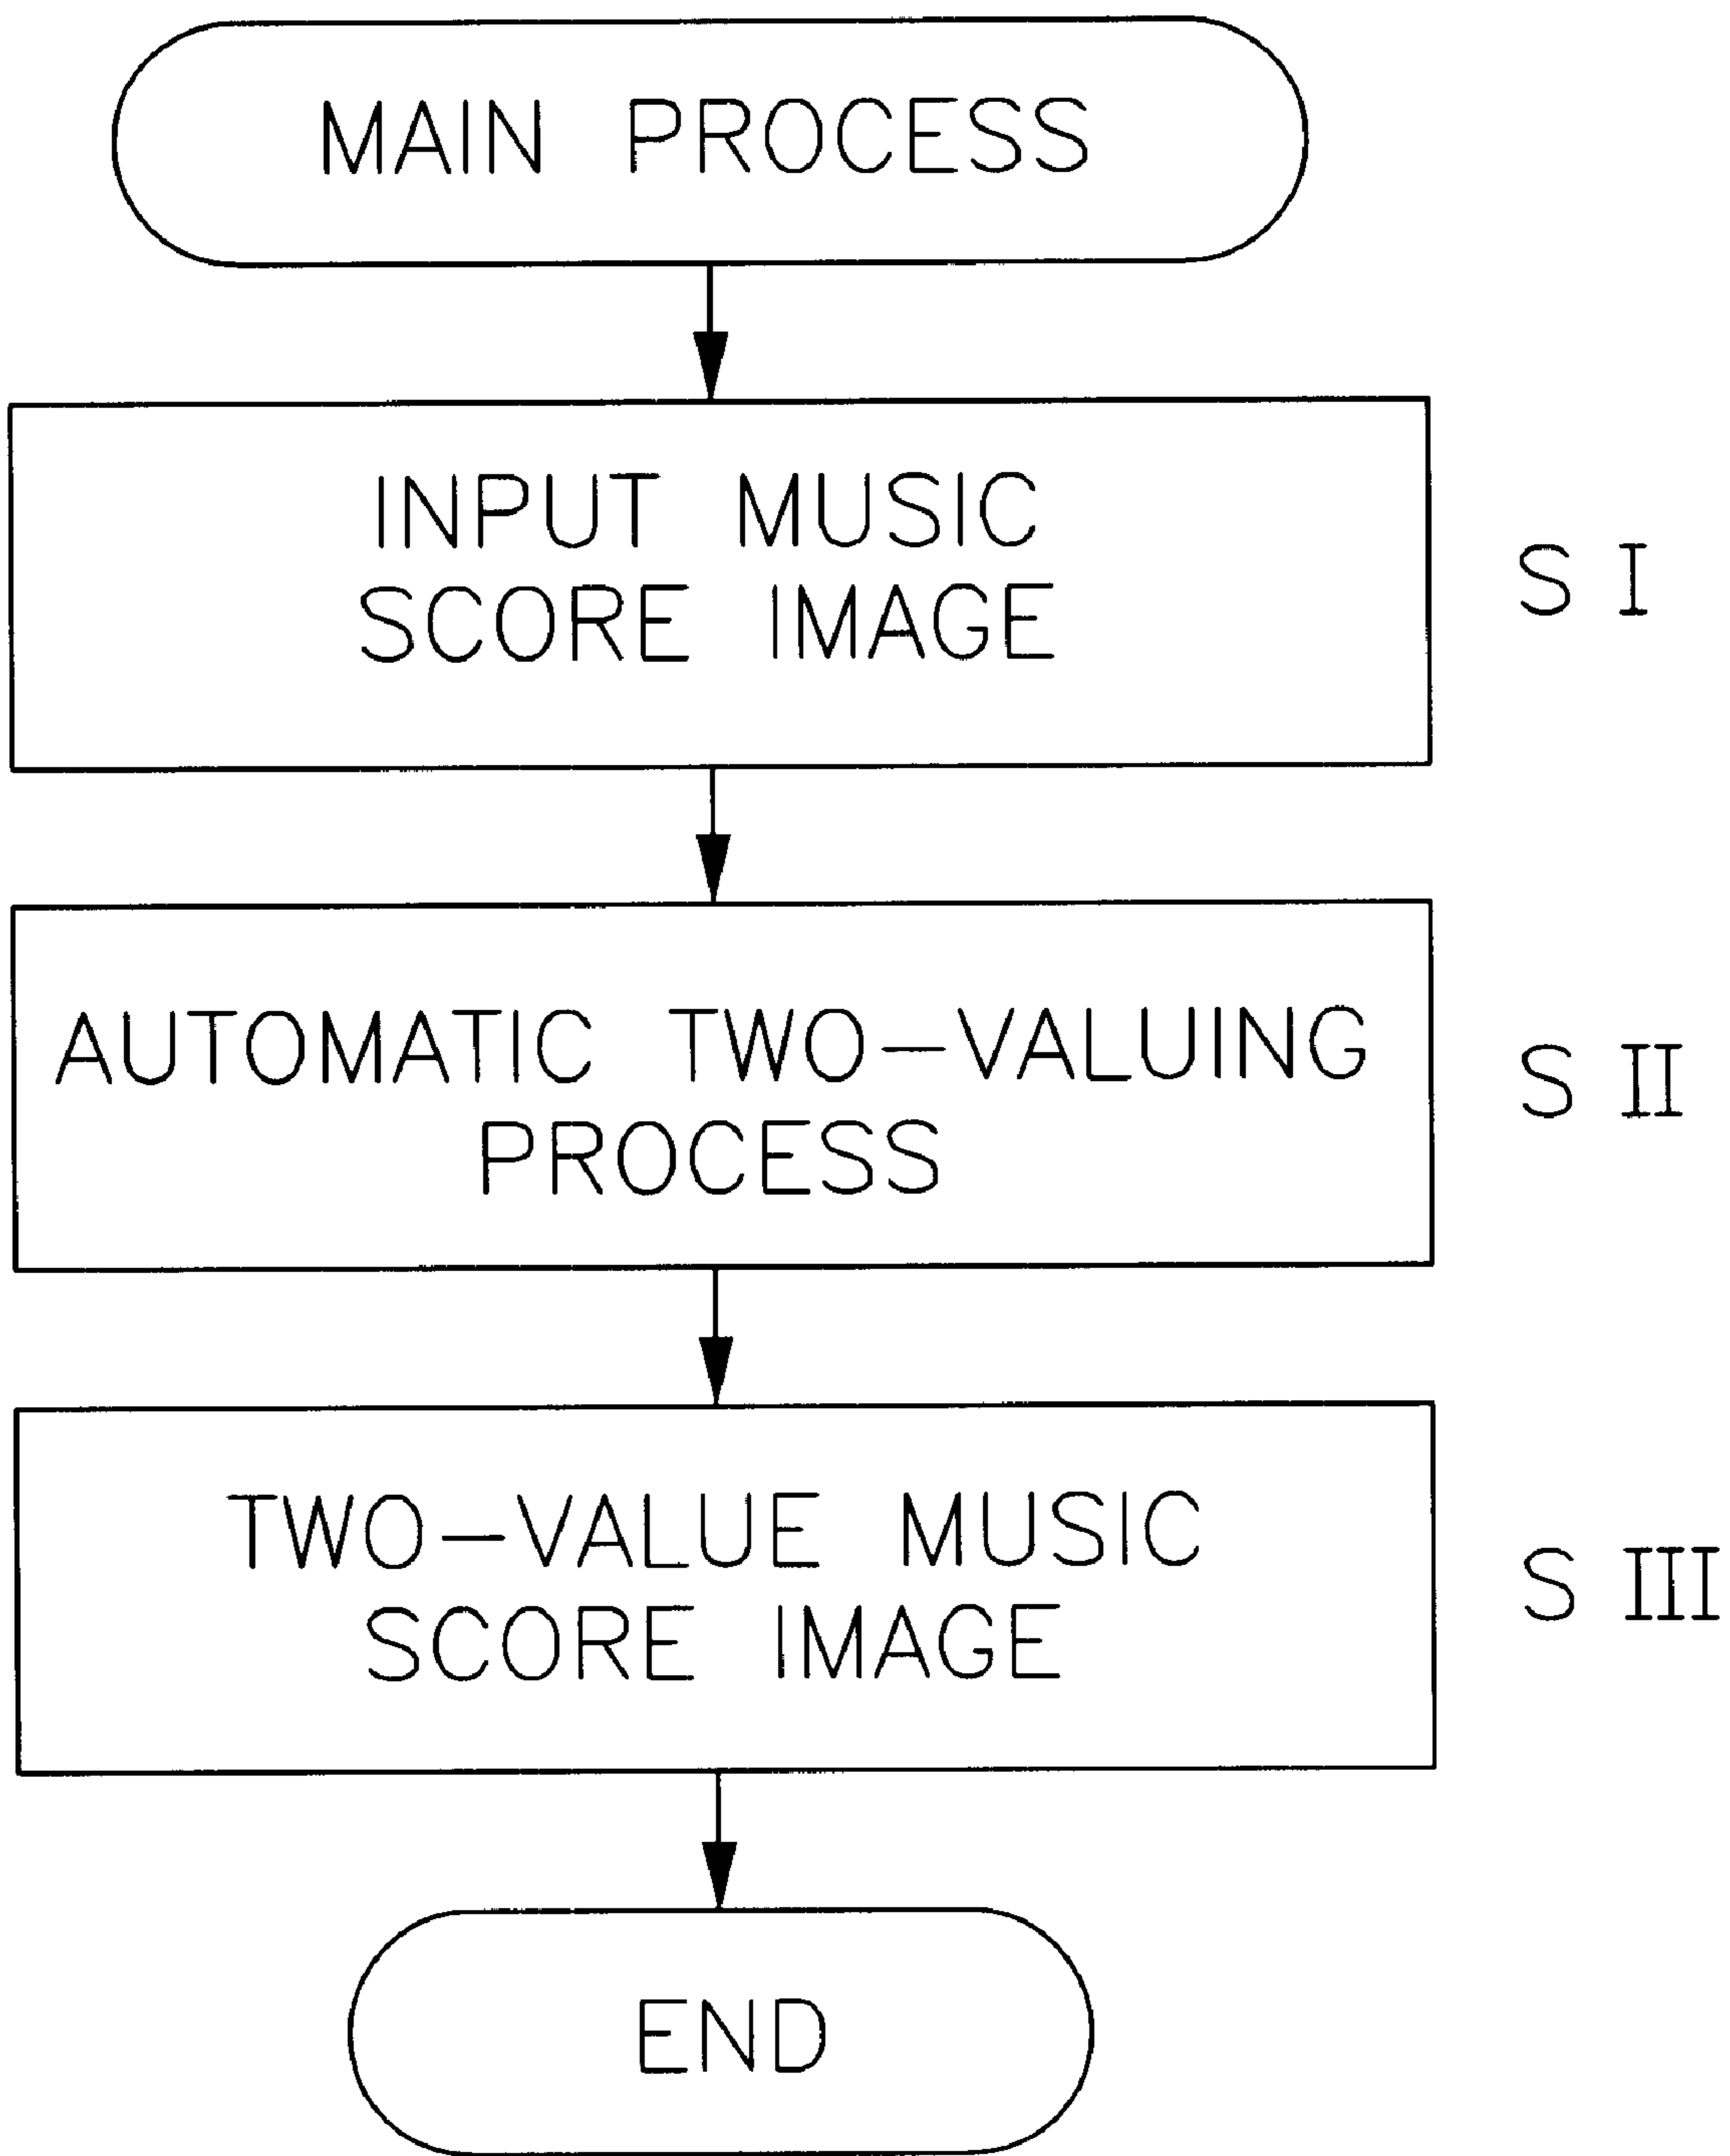 MAIN PROCESS
INPUT MUSIC
SCORE IMAGE
S I
AUTOMATIC TWO-VALUING
PROCESS
S II
TWO-VALUE MUSIC
SCORE IMAGE
S III
END